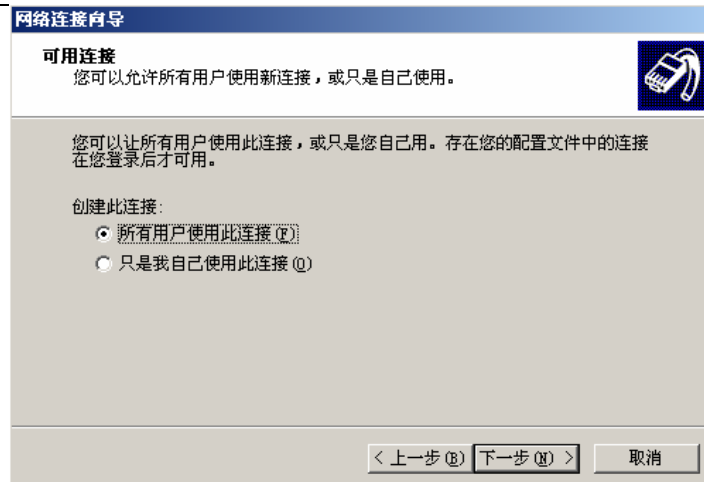 网络连接向导
可用连接
您可以允许所有用户使用新连接，或只是自己使用。
您可以让所有用户使用此连接，或只是您自己用。存在您的配置文件中的连接
在您登录后才可用。
创建此连接:
所有用户使用此连接(F)
只是我自己使用此连接(O)
< 上一步(B) 下一步(N) > 取消